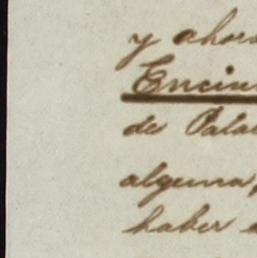 y ahora
Encin
de Pala
alguna,
haber